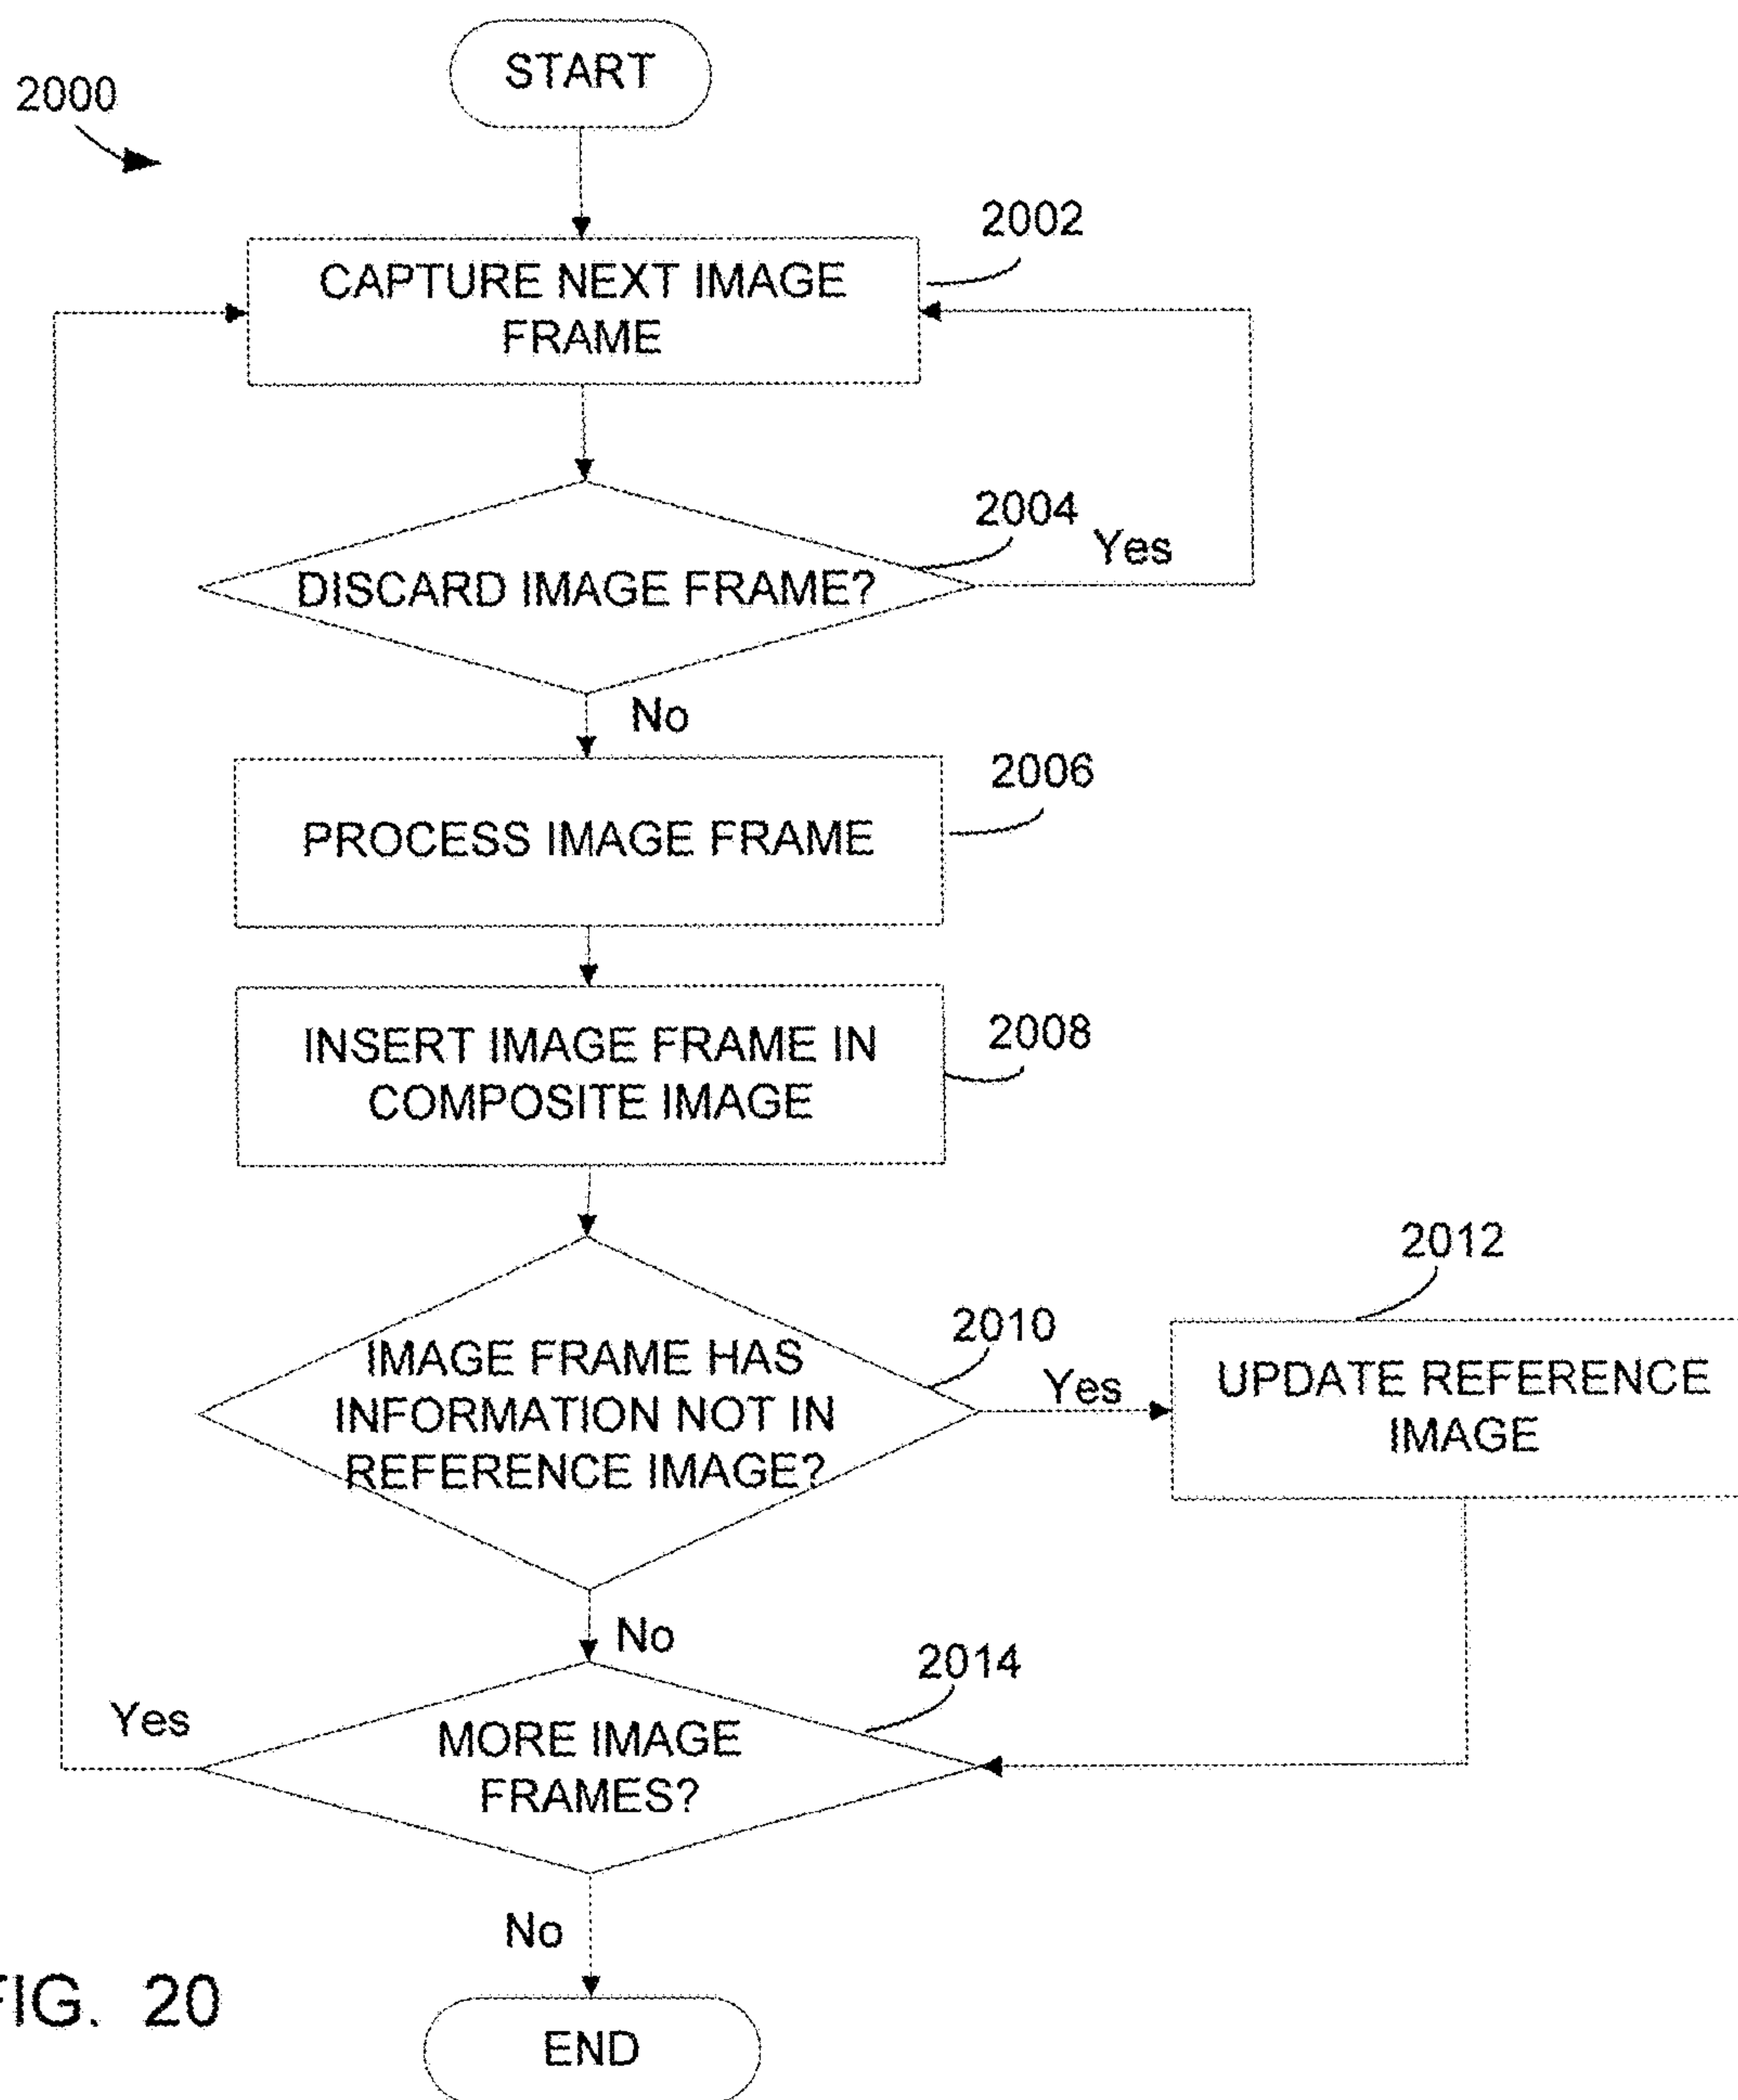 START
2000
2002
CAPTURE NEXT IMAGE
FRAME
2004
Yes
DISCARD IMAGE FRAME?
No
2006
PROCESS IMAGE FRAME
2008
INSERT IMAGE FRAME IN
COMPOSITE IMAGE
2012
2010
IMAGE FRAME HAS
INFORMATION NOT IN
REFERENCE IMAGE?
Yes
UPDATE REFERENCE
IMAGE
No
2014
Yes
MORE IMAGE
FRAMES?
No
FIG. 20
END